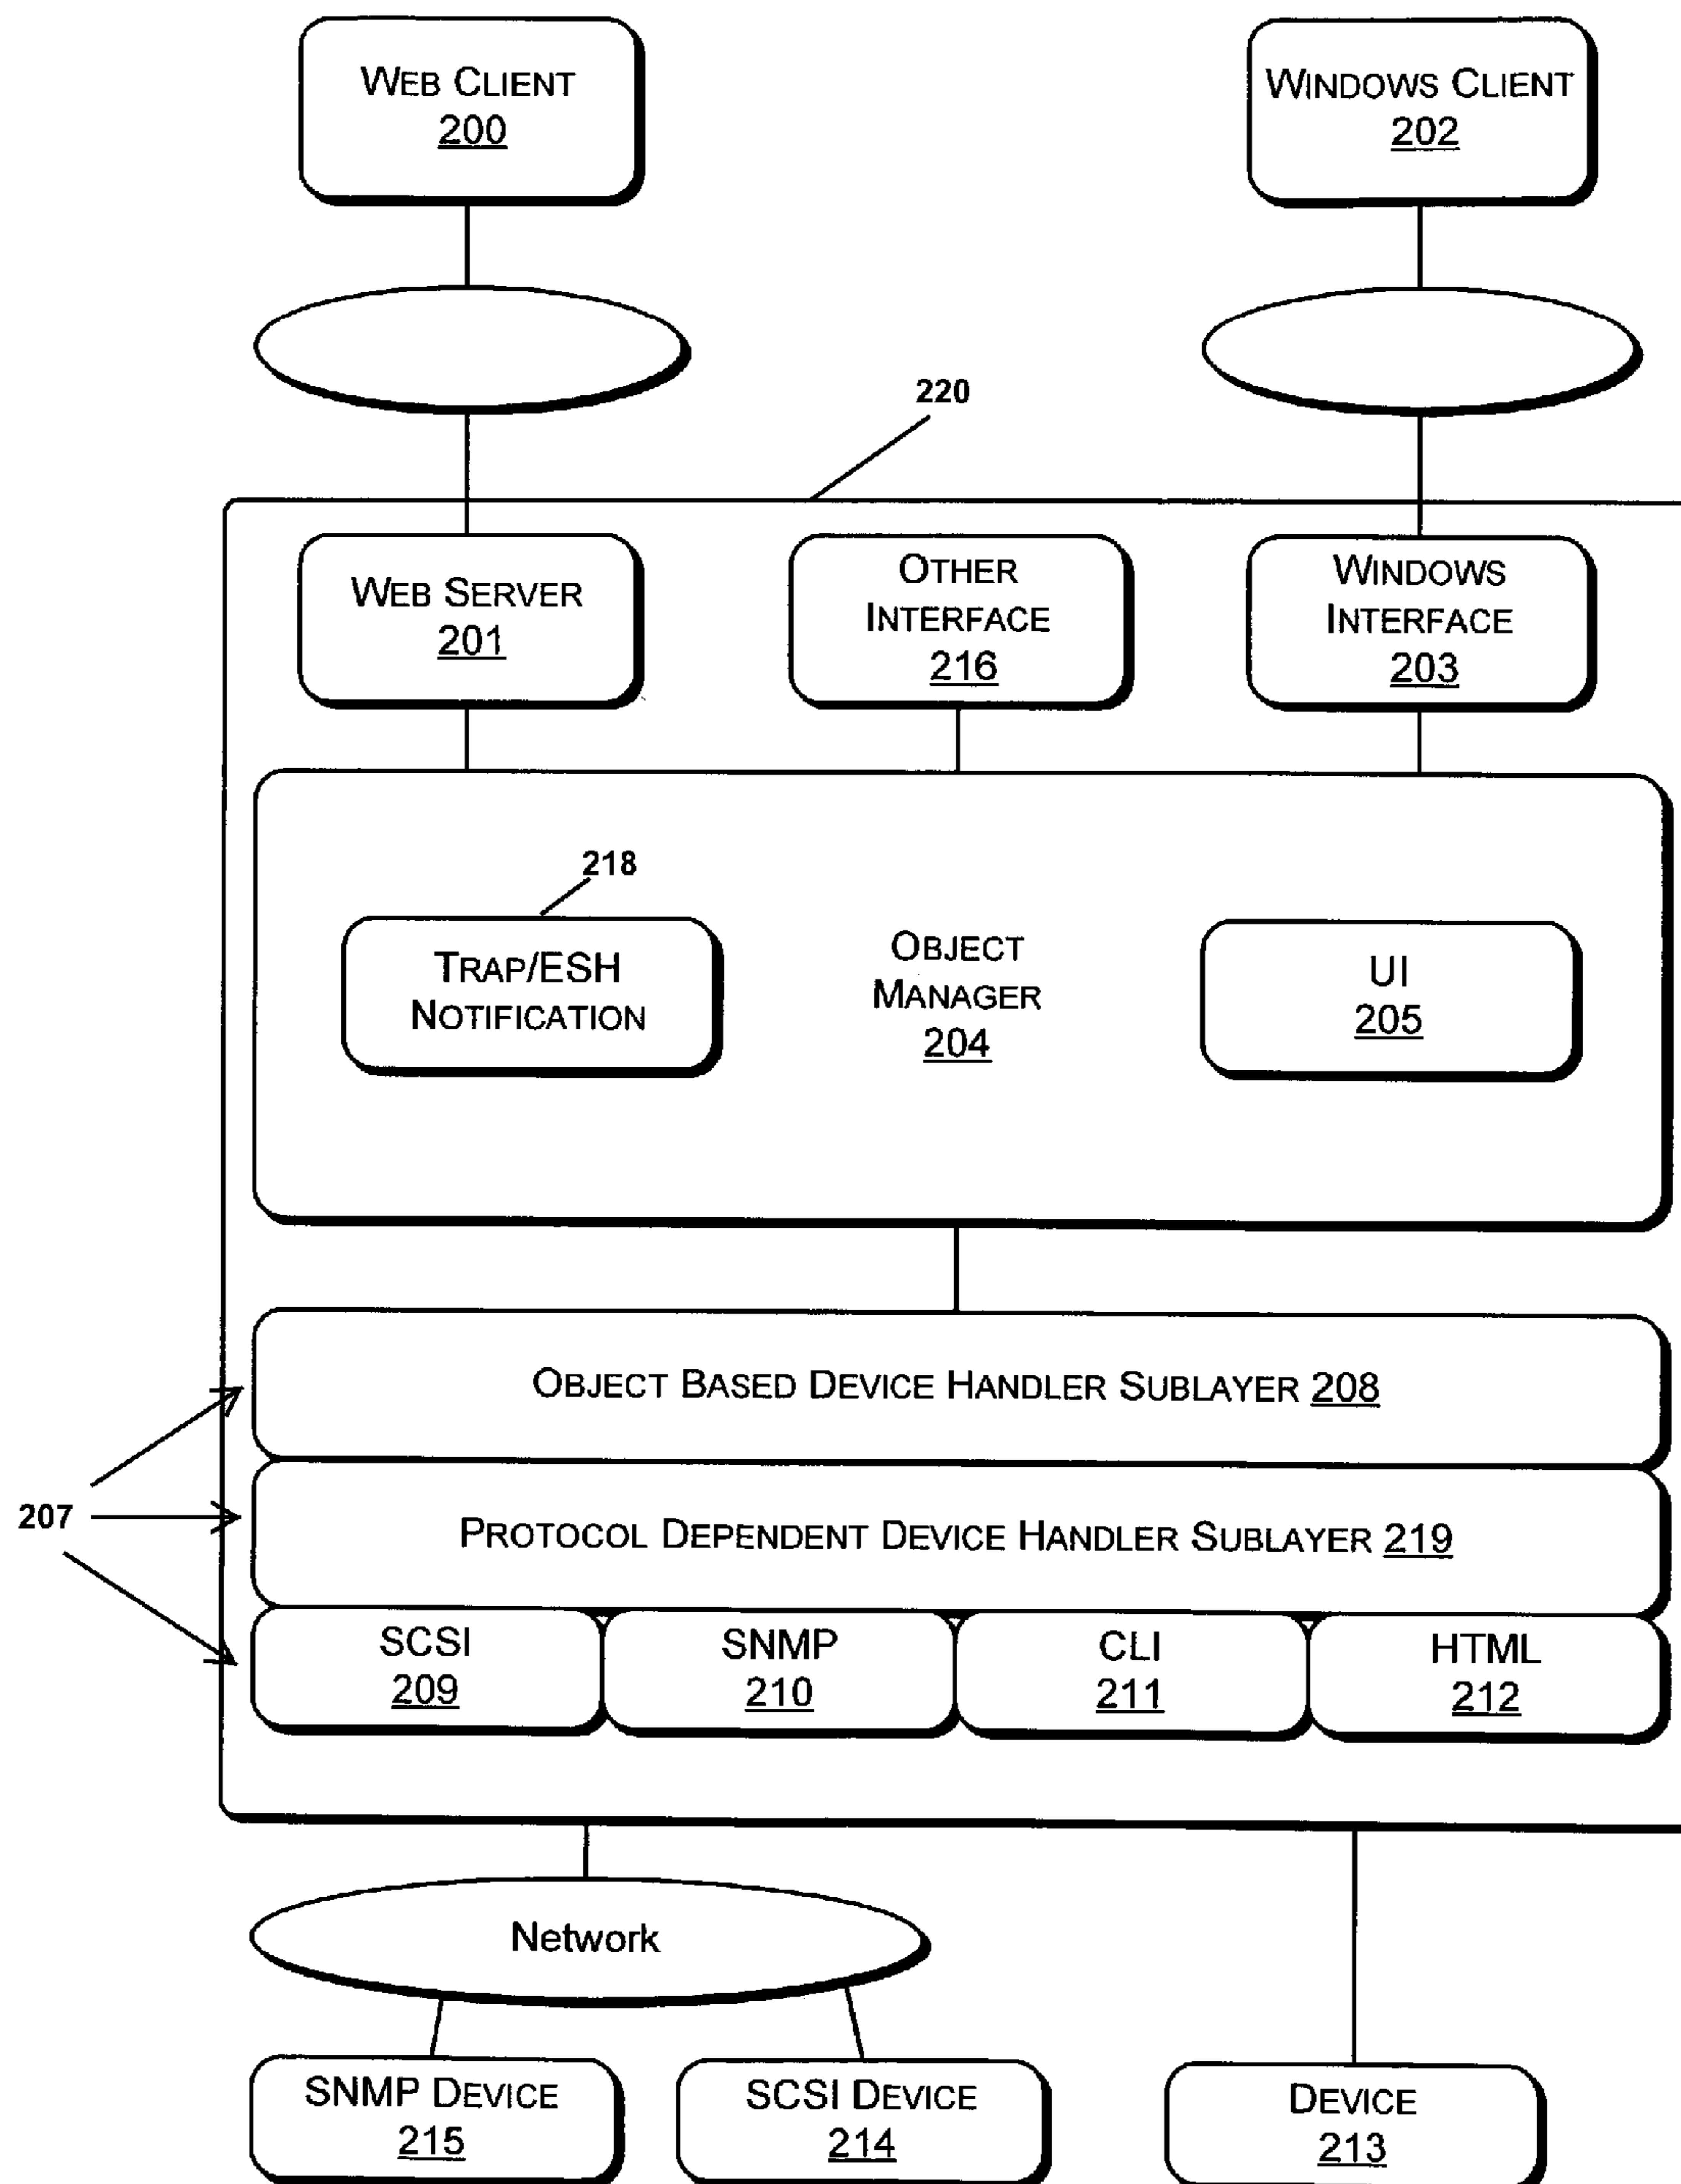 WEB CLIENT
200
WINDOWS CLIENT
202
220
WEB SERVER
201
OTHER
INTERFACE
216
WINDOWS
INTERFACE
203
218
TRAP/ESH
NOTIFICATION
OBJECT
MANAGER
204
UI
205
OBJECT BASED DEVICE HANDLER SUBLAYER 208
207
PROTOCOL DEPENDENT DEVICE HANDLER SUBLAYER 219
SCSI
209
SNMP
210
CLI
211
HTML
212
Network
SNMP DEVICE
215
SCSI DEVICE
214
DEVICE
213